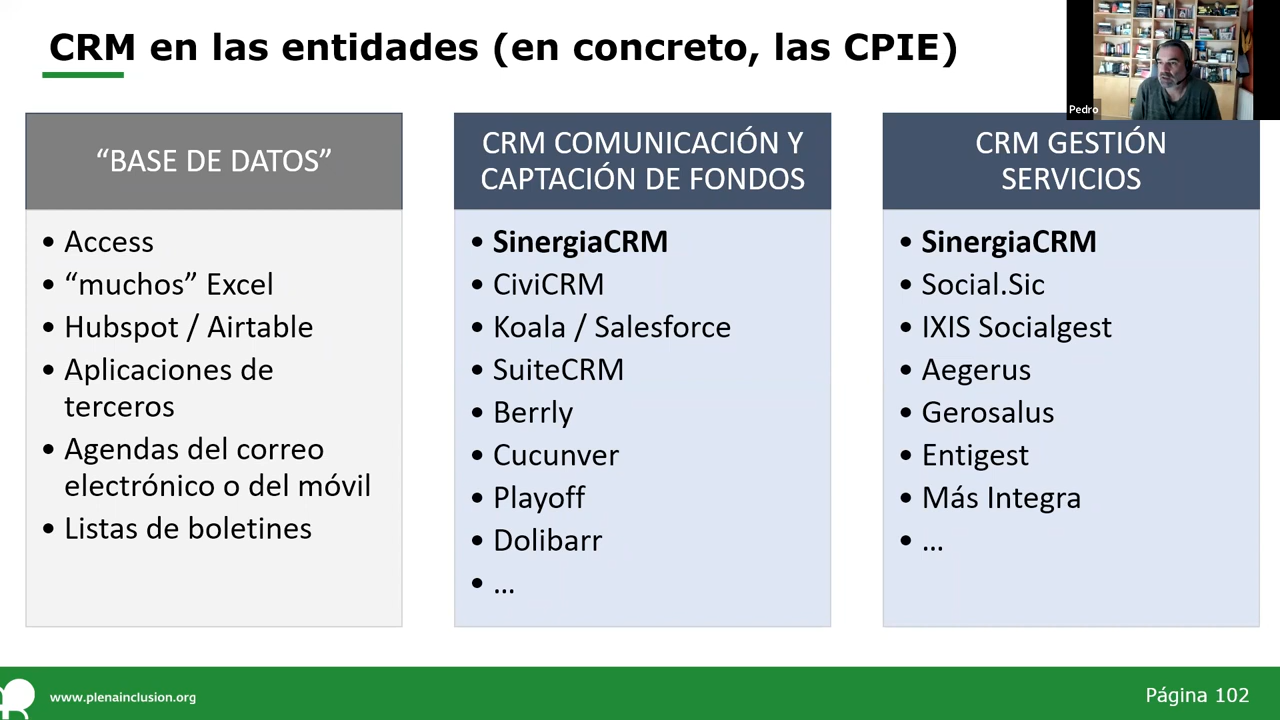 CRM en las entidades (en concreto, las CPIE)
Pedro
“BASE DE DATOS”
• Access
• “muchos” Excel
• Hubspot / Airtable
• Aplicaciones de
terceros
• Agendas del correo
electrónico o del móvil
• Listas de boletines
CRM COMUNICACIÓN Y
CAPTACIÓN DE FONDOS
• SinergiaCRM
• CiviCRM
• Koala / Salesforce
• SuiteCRM
• Berrly
• Cucunver
• Playoff
• Dolibarr
• ...
CRM GESTIÓN
SERVICIOS
• SinergiaCRM
• Social.Sic
• IXIS Socialgest
• Aegerus
• Gerosalus
• Entigest
• Más Integra
• ...
www.plenainclusion.org
Página 102